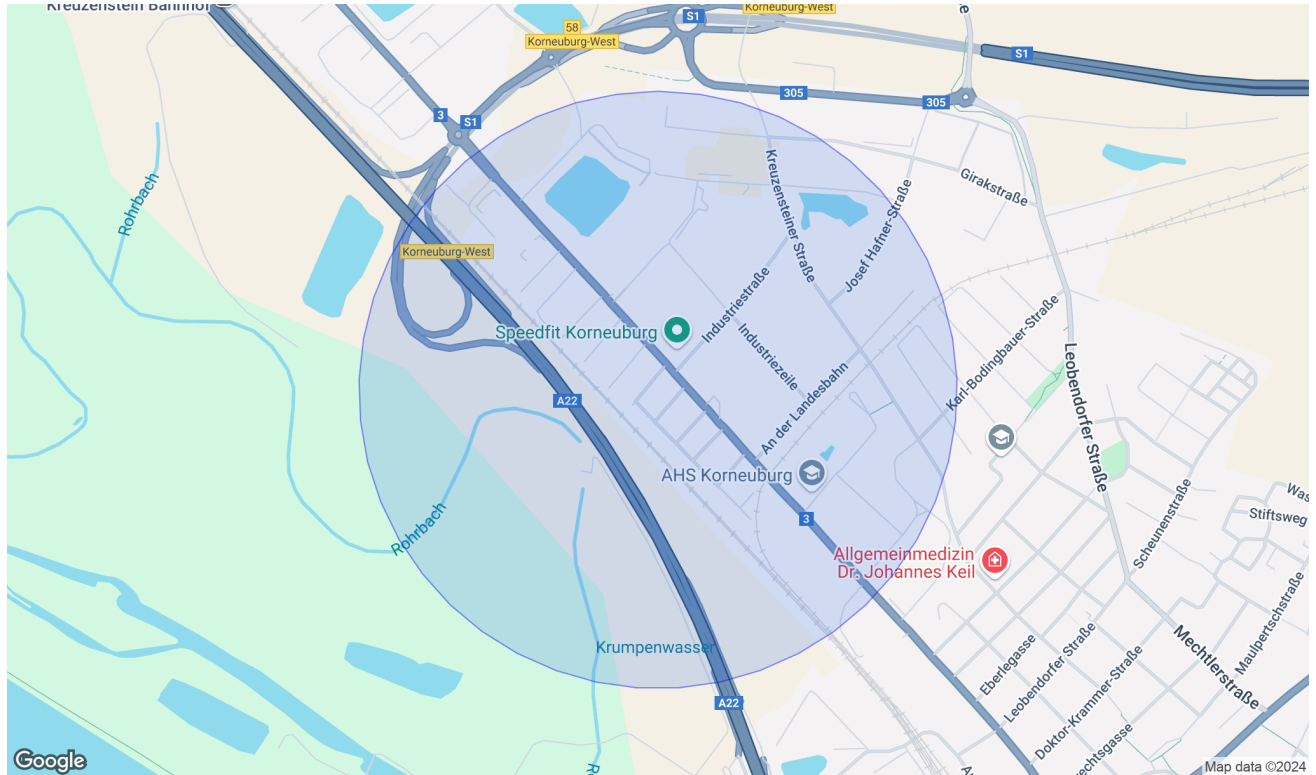 Kreuzenstein Bahnhof
S1
Korneuburg-West
58
Korneuburg-West
S1
305
305
3
S1
Rohrbach
Kreuzensteiner Straße
Girakstraße
Josef Hafner-Straße
Korneuburg-West
Industriestraße
Speedfit Korneuburg
Industriezeile
Karl-Bodingbauer-Straße
Leobendorfer Straße
A22
An der Landesbahn
AHS Korneuburg
Rohrbach
3
Scheunenstraße
Stiftsweg
Allgemeinmedizin
Dr. Johannes Keil
Maulpertschstraße
Krumpenwasser
Eberlegasse
Leobendorfer Straße
Mechtlerstraße
Doktor-Krammer-Straße
A22
Google
Map data ©2024